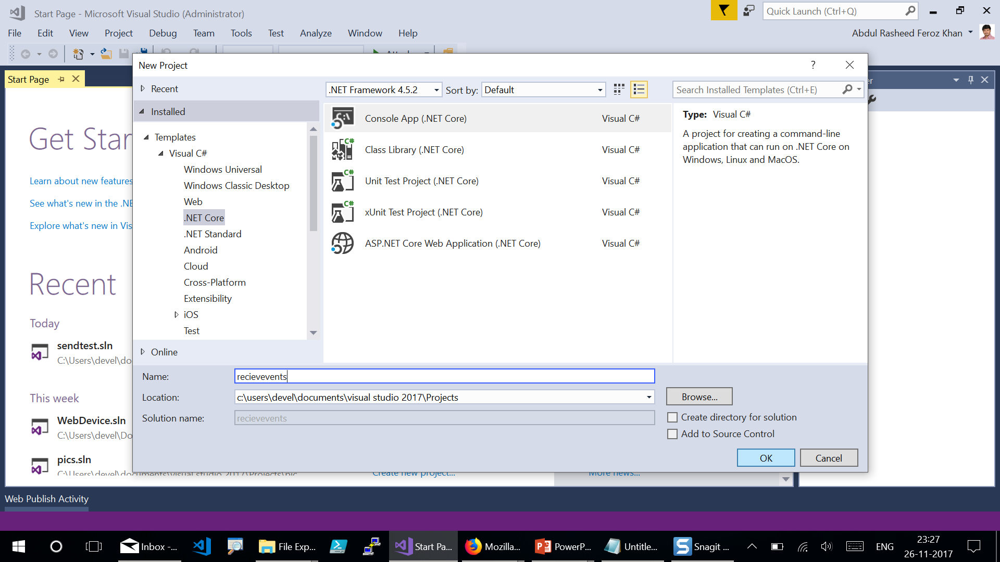 Start Page - Microsoft Visual Studio (Administrator)
Quick Launch (Ctrl+Q)
File Edit View Project Debug Team Tools Test Analyze Window Help
Abdul Rasheed Feroz Khan
Start Page
New Project
?
Recent
.NET Framework 4.5.2
Sort by: Default
Search Installed Templates (Ctrl+E)
Installed
Templates
Visual C#
Windows Universal
Windows Classic Desktop
Web
.NET Core
.NET Standard
Android
Cloud
Cross-Platform
Extensibility
iOS
Test
Online
Console App (.NET Core) Visual C#
Class Library (.NET Core) Visual C#
Unit Test Project (.NET Core) Visual C#
xUnit Test Project (.NET Core) Visual C#
ASP.NET Core Web Application (.NET Core) Visual C#
Type: Visual C#
A project for creating a command-line
application that can run on .NET Core on
Windows, Linux and MacOS.
Name: recievevents
Location: c:\users\devel\documents\visual studio 2017\Projects
Browse...
Solution name: recievevents
Create directory for solution
Add to Source Control
OK Cancel
Get Star
Learn about new features
See what's new in the .NE
Explore what's new in Vis
Recent
Today
sendtest.sln
C:\Users\devel\do
This week
WebDevice.sln
C:\Users\devel\Do
pics.sln
C:\Users\devel\documents\visual studio 2017\Projects\pic
Create new project...
More news...
Web Publish Activity
Inbox -...
File Exp...
Start Pa...
Mozilla...
PowerP...
Untitle...
Snagit ...
ENG
23:27
26-11-2017